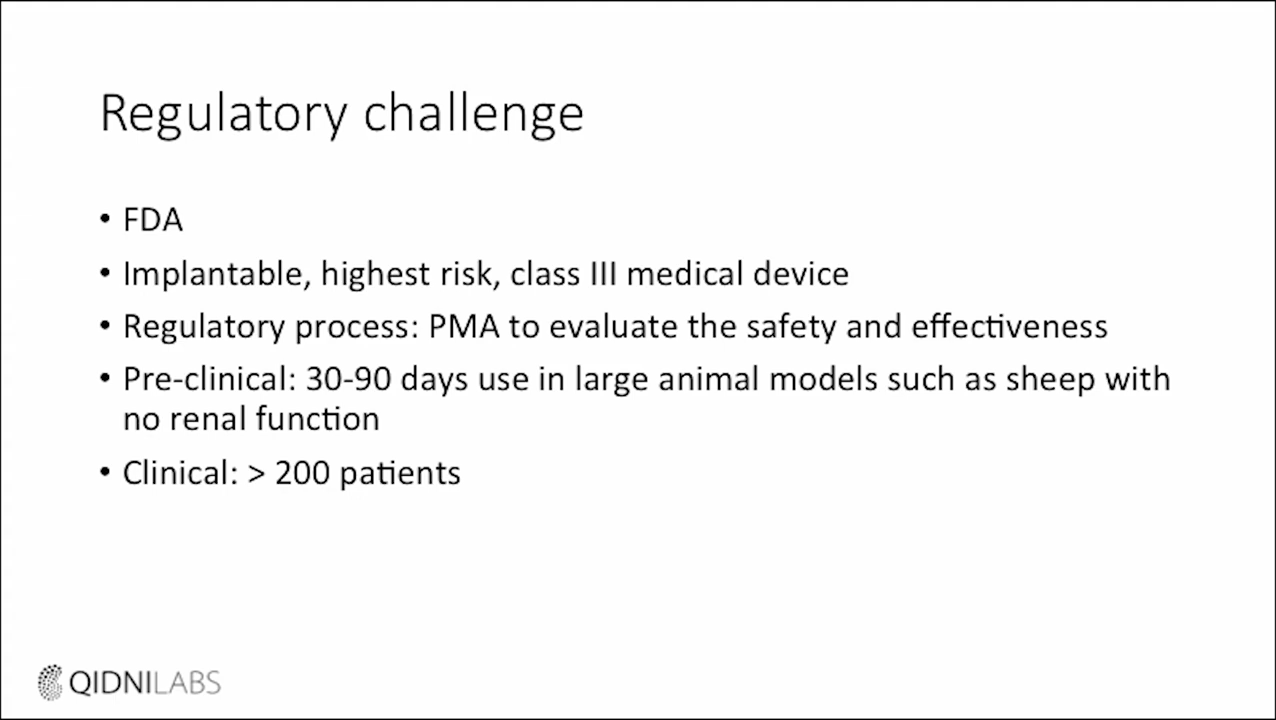 Regulatory challenge
• FDA
• Implantable, highest risk, class III medical device
• Regulatory process: PMA to evaluate the safety and effectiveness
• Pre-clinical: 30-90 days use in large animal models such as sheep with
no renal function
• Clinical: > 200 patients
QIDNILABS